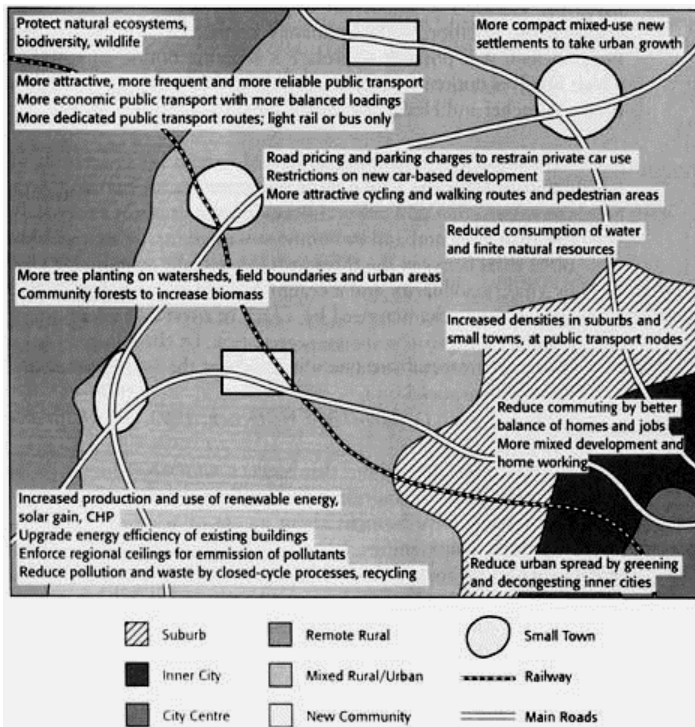 Protect natural ecosystems,
biodiversity, wildlife
More compact mixed-use new
settlements to take urban growth
More attractive, more frequent and more reliable public transport
More economic public transport with more balanced loadings
More dedicated public transport routes; light rail or bus only
Road pricing and parking charges to restrain private car use
Restrictions on new car-based development
More attractive cycling and walking routes and pedestrian areas
Reduced consumption of water
and finite natural resources
More tree planting on watersheds, field boundaries and urban areas
Community forests to increase biomass
Increased densities in suburbs and
small towns, at public transport nodes
Reduce commuting by better
balance of homes and jobs
More mixed development and
home working
Increased production and use of renewable energy,
solar gain, CHP
Upgrade energy efficiency of existing buildings
Enforce regional ceilings for emmission of pollutants
Reduce pollution and waste by closed-cycle processes, recycling
Reduce urban spread by greening
and decongesting inner cities
Suburb
Remote Rural
Small Town
Inner City
Mixed Rural/Urban
Railway
City Centre
New Community
Main Roads